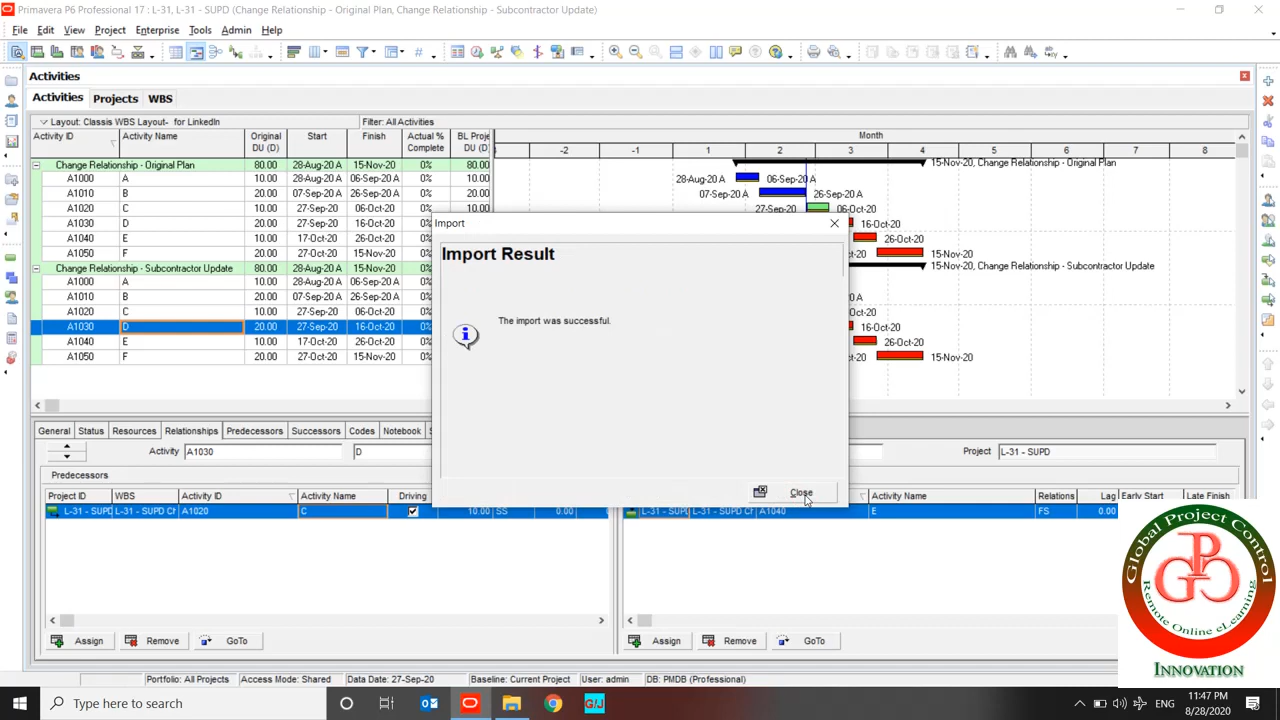 Primavera P6 Professional 17 : L-31, L-31 - SUPD (Change Relationship - Original Plan, Change Relationship - Subcontractor Update)
File Edit View Project Enterprise Tools Admin Help
Activities
Activities Projects WBS
Layout: Classis WBS Layout- for LinkedIn Filter: All Activities
Activity ID Activity Name Original DU (D) Start Finish Actual % Complete BL Proje DU (D) Month
-2 -1 1 2 3 4 5 6 7 8
Change Relationship - Original Plan 80.00 28-Aug-20 A 15-Nov-20 0% 80.00 15-Nov-20, Change Relationship - Original Plan
A1000 A 10.00 28-Aug-20 A 06-Sep-20 A 0% 10.00 28-Aug-20 A 06-Sep-20 A
A1010 B 20.00 07-Sep-20 A 26-Sep-20 A 0% 20.00 07-Sep-20 A 26-Sep-20 A
A1020 C 10.00 27-Sep-20 06-Oct-20 0% 10.00 27-Sep-20 06-Oct-20
A1030 D 20.00 27-Sep-20 16-Oct-20 0% 16-Oct-20
A1040 E 10.00 17-Oct-20 26-Oct-20 0% 26-Oct-20
A1050 F 20.00 27-Oct-20 15-Nov-20 0% 15-Nov-20
Change Relationship - Subcontractor Update 80.00 28-Aug-20 A 15-Nov-20 0% 15-Nov-20, Change Relationship - Subcontractor Update
A1000 A 10.00 28-Aug-20 A 06-Sep-20 A 0%
A1010 B 20.00 07-Sep-20 A 26-Sep-20 A 0%
A1020 C 10.00 27-Sep-20 06-Oct-20 0%
A1030 D 20.00 27-Sep-20 16-Oct-20 0% 16-Oct-20
A1040 E 10.00 17-Oct-20 26-Oct-20 0% 26-Oct-20
A1050 F 20.00 27-Oct-20 15-Nov-20 0% 15-Nov-20
Import
Import Result
The import was successful.
Close
General Status Resources Relationships Predecessors Successors Codes Notebook
Activity A1030 D Project L-31 - SUPD
Predecessors
Project ID WBS Activity ID Activity Name Driving
L-31 - SUPD L-31 - SUPD Ch A1020 C 10.00 SS 0.00
Activity Name Relations Lag Early Start Late Finish
L-31 - SUPD L-31 - SUPD Ch A1040 E FS 0.00
Assign Remove GoTo Assign Remove GoTo
Portfolio: All Projects Access Mode: Shared Data Date: 27-Sep-20 Baseline: Current Project User: admin DB: PMDB (Professional)
Global Project Control
GPC
Remote Online eLearning
INNOVATION
Type here to search
ENG
11:47 PM
8/28/2020